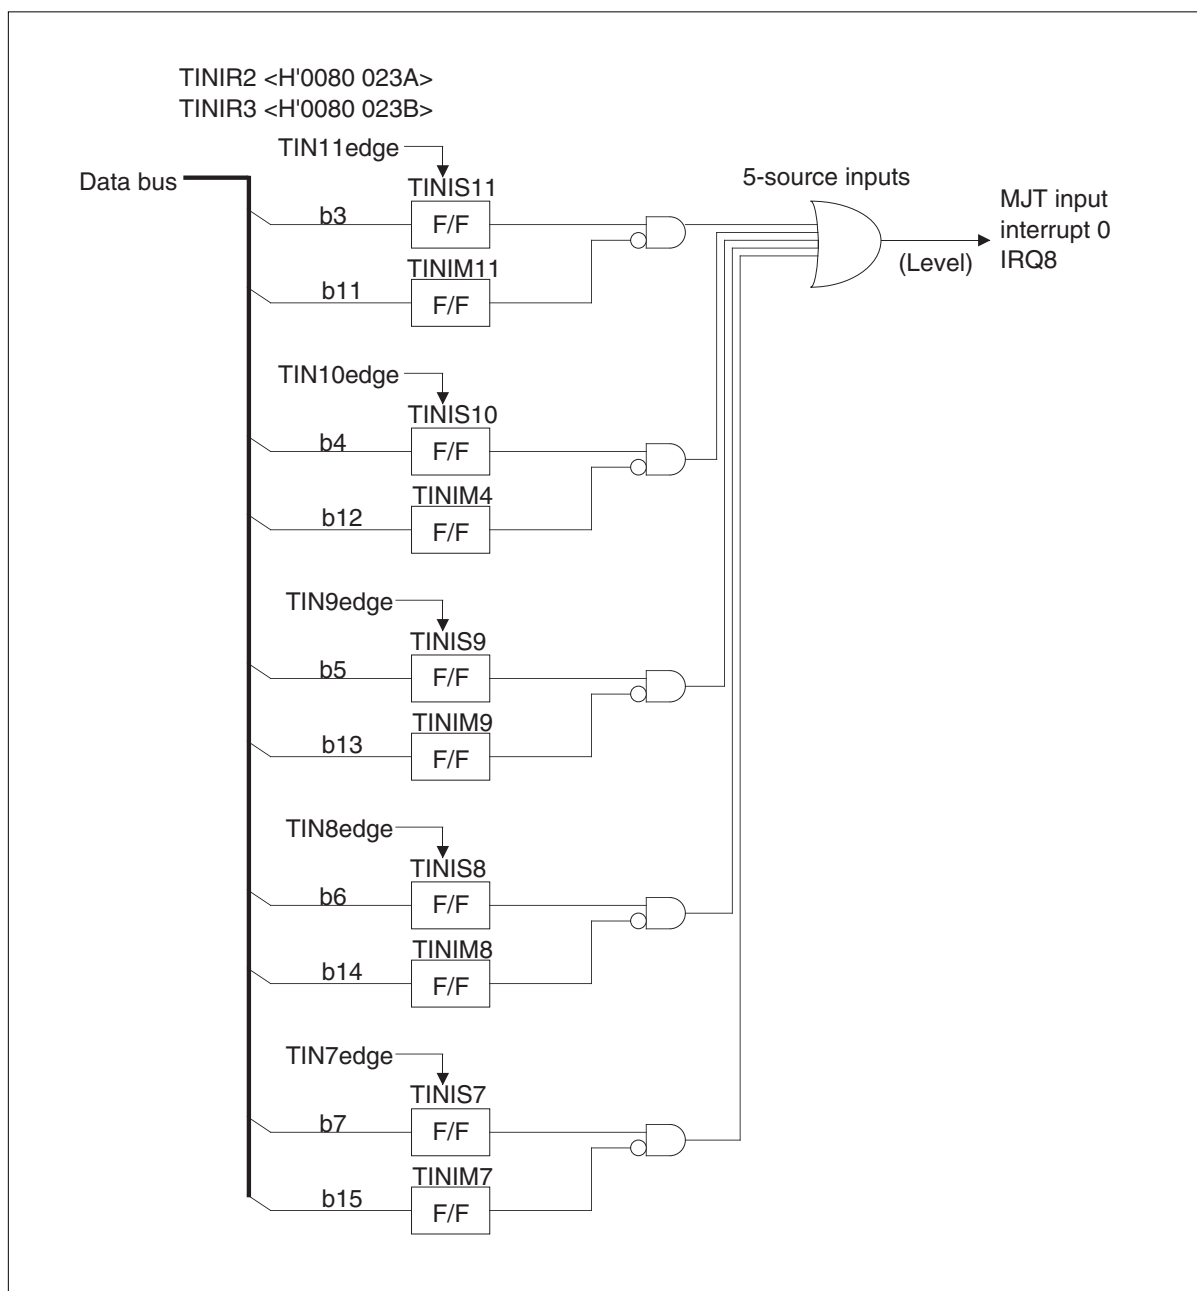 TINIR2 <H'0080 023A>
TINIR3 <H'0080 023B>
TIN11edge
Data bus
TINIS11
5-source inputs
b3
F/F
MJT input
interrupt 0
IRQ8
(Level)
TINIM11
b11
F/F
TIN10edge
TINIS10
b4
F/F
TINIM4
b12
F/F
TIN9edge
TINIS9
b5
F/F
TINIM9
b13
F/F
TIN8edge
TINIS8
b6
F/F
TINIM8
b14
F/F
TIN7edge
TINIS7
b7
F/F
TINIM7
b15
F/F